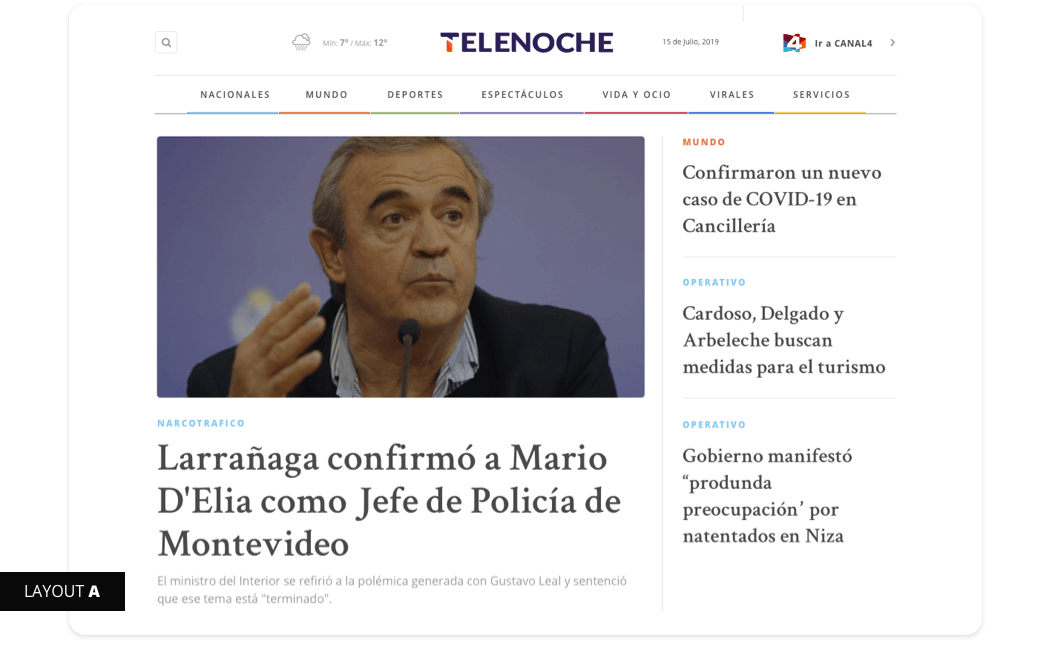 Mín: 7° / Máx: 12°
TELENOCHE
15 de julio, 2019
4
Ir a CANAL4
NACIONALES
MUNDO
DEPORTES
ESPECTÁCULOS
VIDA Y OCIO
VIRALES
SERVICIOS
NARCOTRAFICO
Larrañaga confirmó a Mario
D'Elia como Jefe de Policía de
Montevideo
El ministro del Interior se refirió a la polémica generada con Gustavo Leal y sentenció
que ese tema está "terminado".
MUNDO
Confirmaron un nuevo
caso de COVID-19 en
Cancillería
OPERATIVO
Cardoso, Delgado y
Arbeleche buscan
medidas para el turismo
OPERATIVO
Gobierno manifestó
“produnda
preocupación’ por
natentados en Niza
LAYOUT A